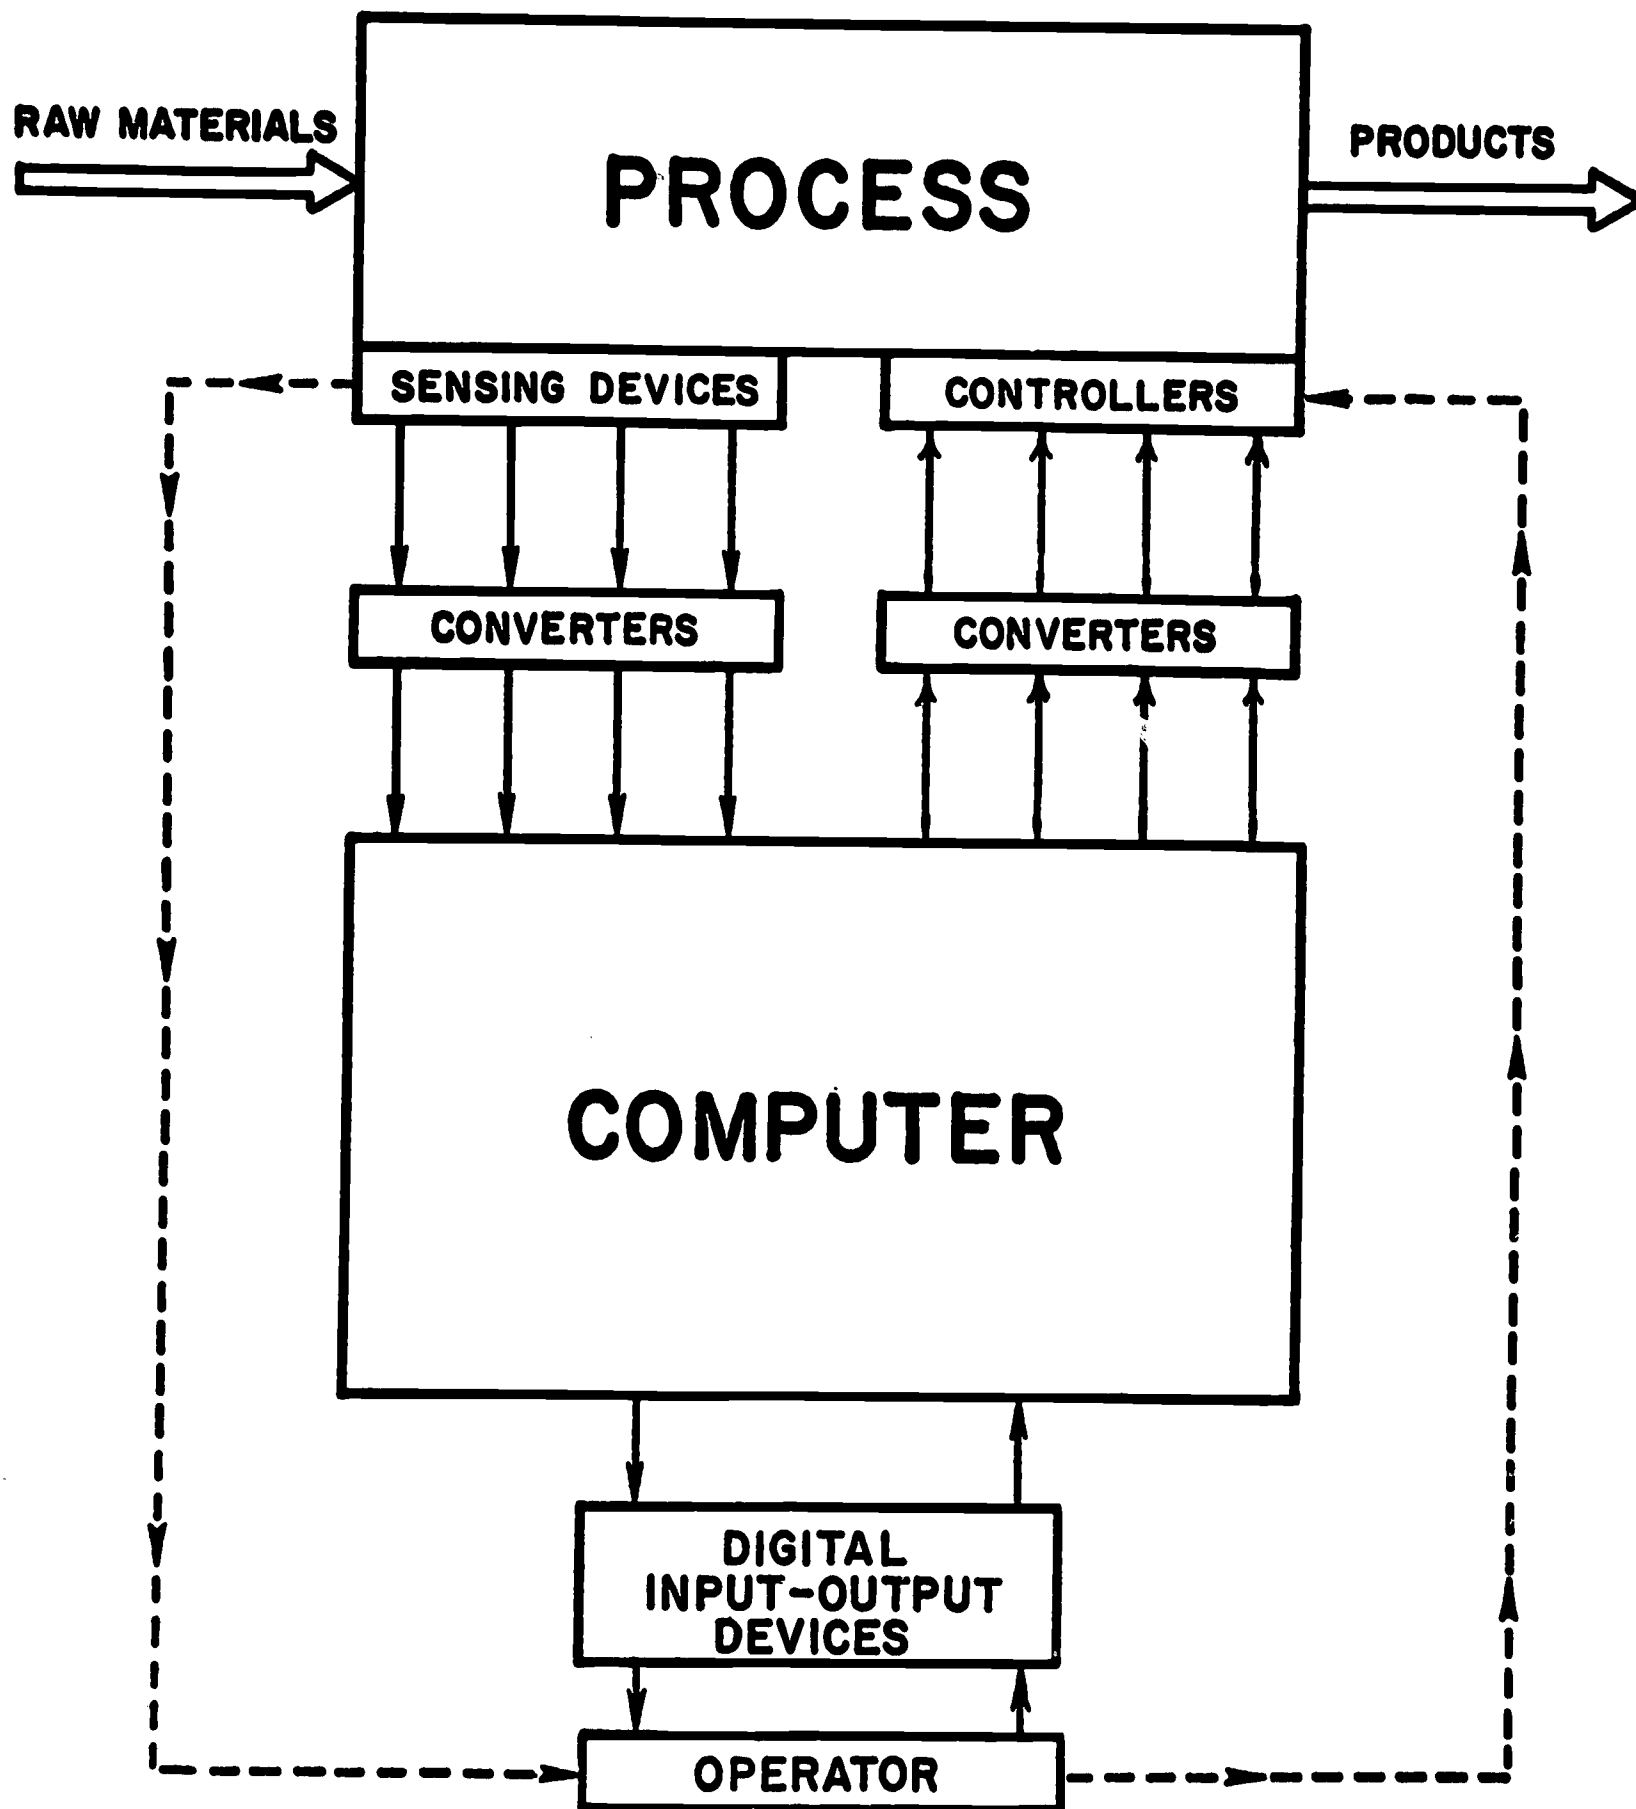 RAW MATERIALS
PROCESS
PRODUCTS
SENSING DEVICES
CONTROLLERS
CONVERTERS
CONVERTERS
COMPUTER
DIGITAL
INPUT-OUTPUT
DEVICES
OPERATOR